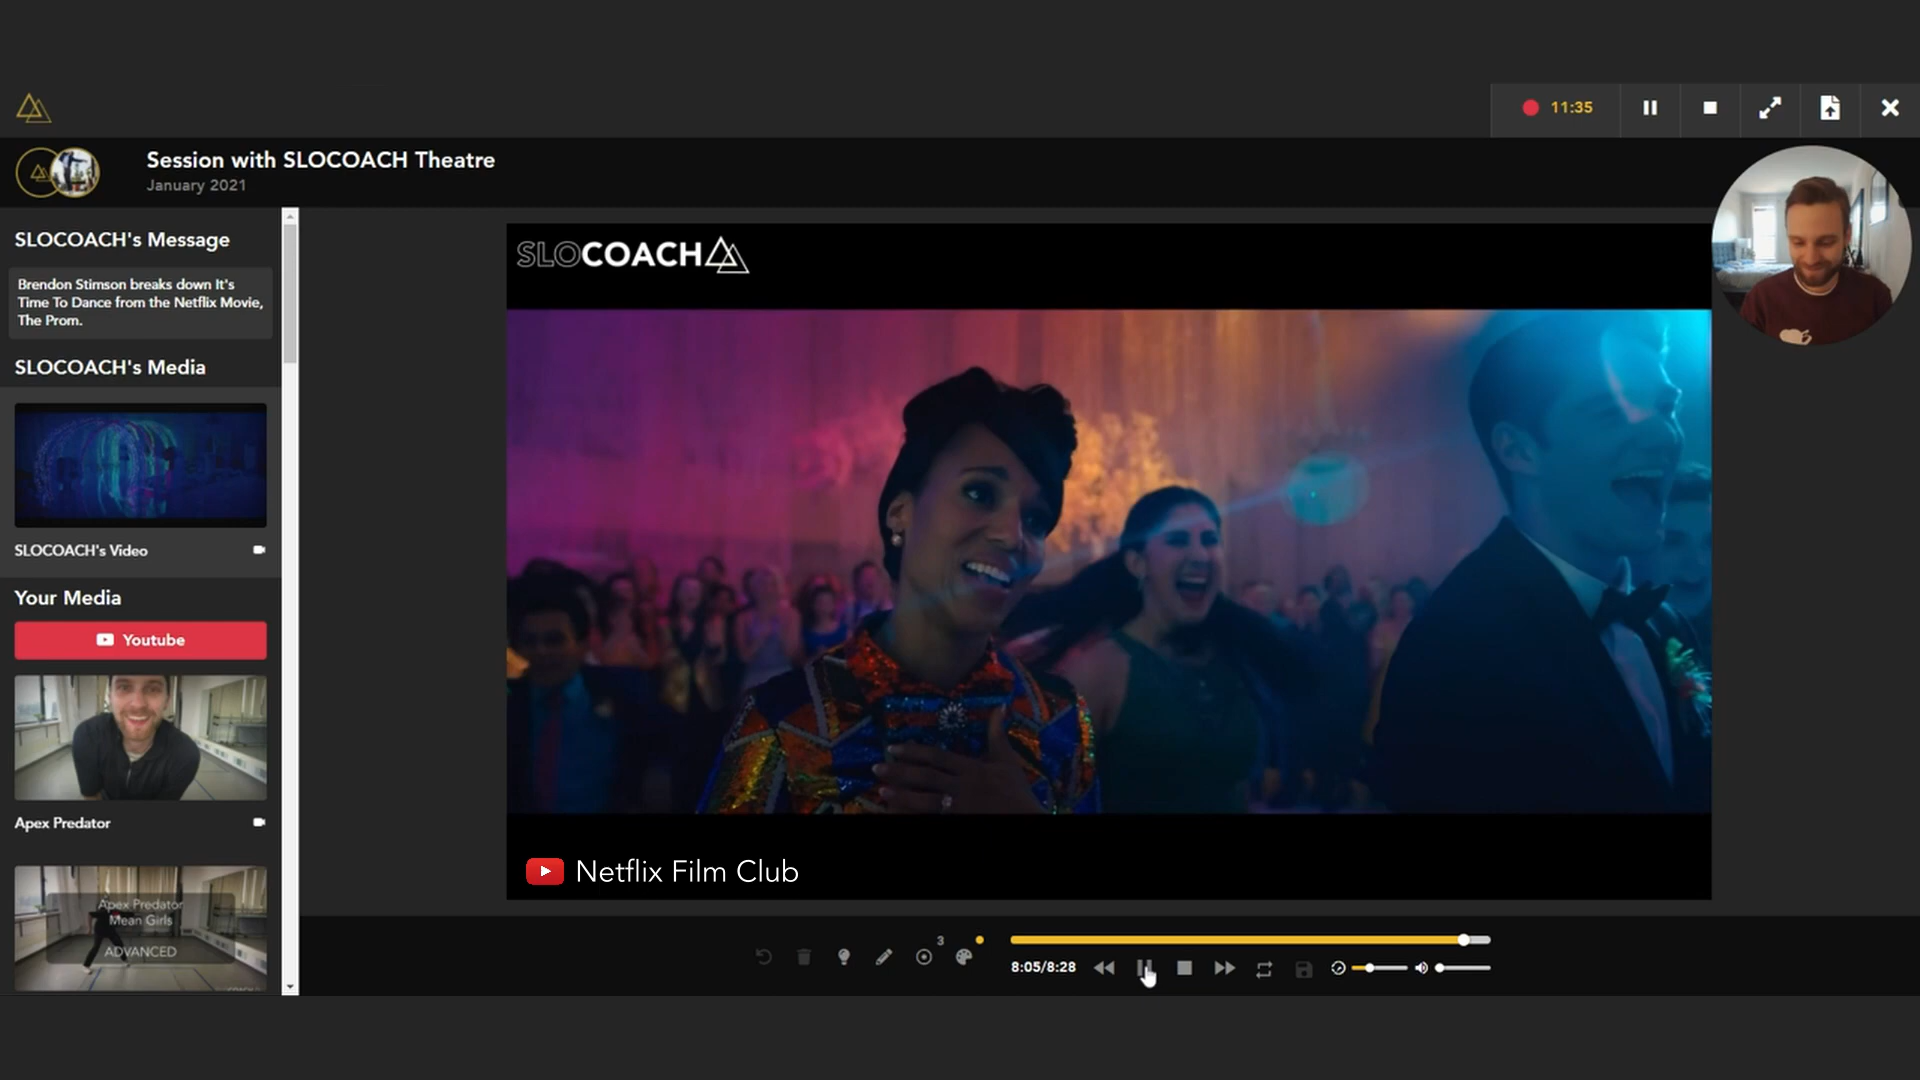 11:35
Session with SLOCOACH Theatre
January 2021
SLOCOACH's Message
Brendon Stimson breaks down It's
Time To Dance from the Netflix Movie,
The Prom.
SLOCOACH's Media
SLOCOACH's Video
Your Media
Youtube
Apex Predator
Apex Predator
Mean Girls
ADVANCED
SLOCOACH
Netflix Film Club
3
8:05/8:28